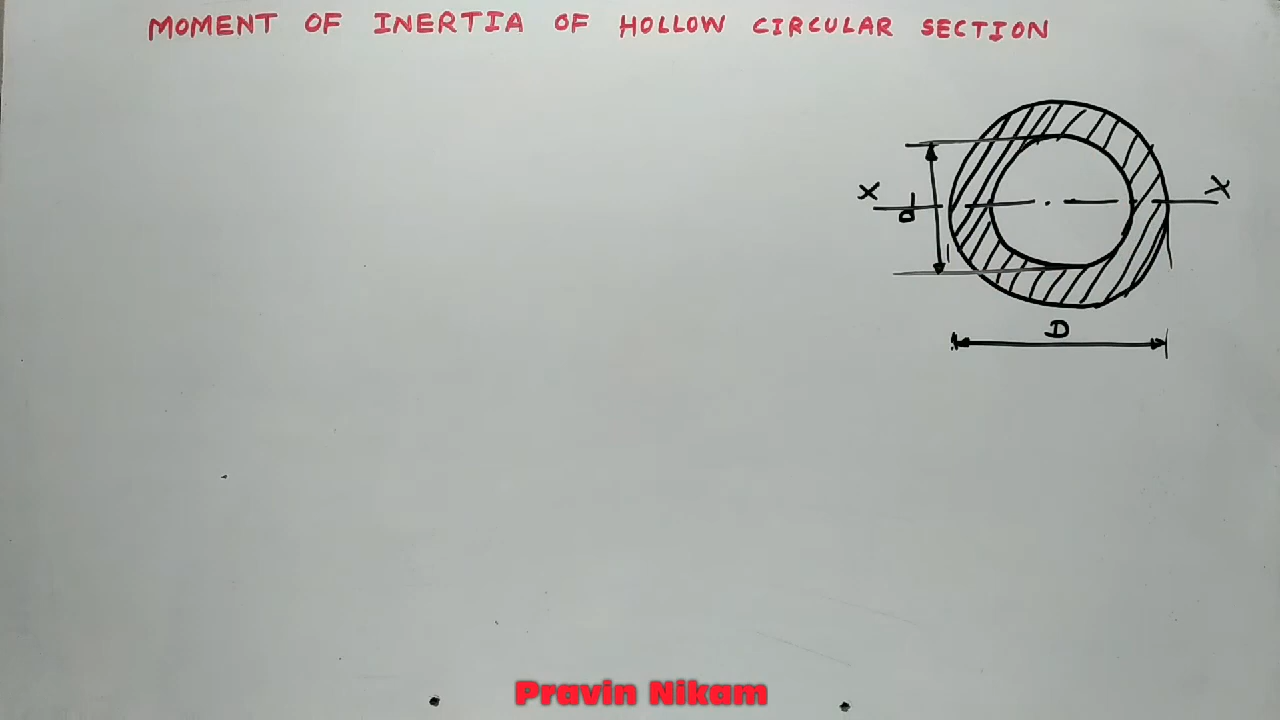 MOMENT OF INERTIA OF HOLLOW CIRCULAR SECTION
X X
d
D
Pravin Nikam